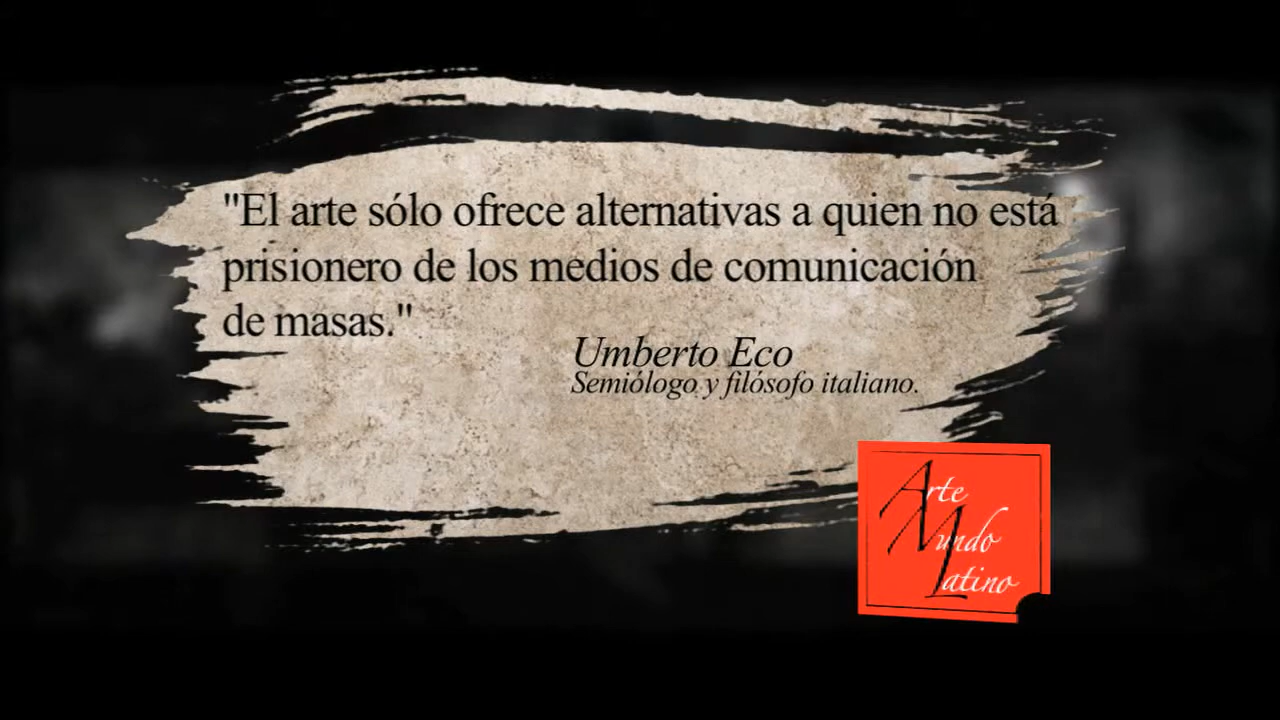 "El arte sólo ofrece alternativas a quien no está
prisionero de los medios de comunicación
de masas."
Umberto Eco
Semiólogo y filósofo italiano.
Arte
Mundo
Latino